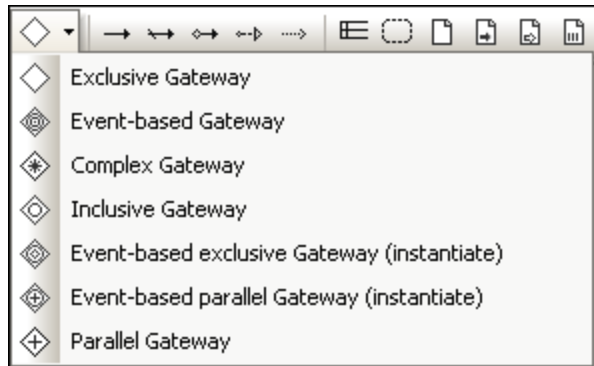 Exclusive Gateway
Event-based Gateway
Complex Gateway
Inclusive Gateway
Event-based exclusive Gateway (instantiate)
Event-based parallel Gateway (instantiate)
Parallel Gateway